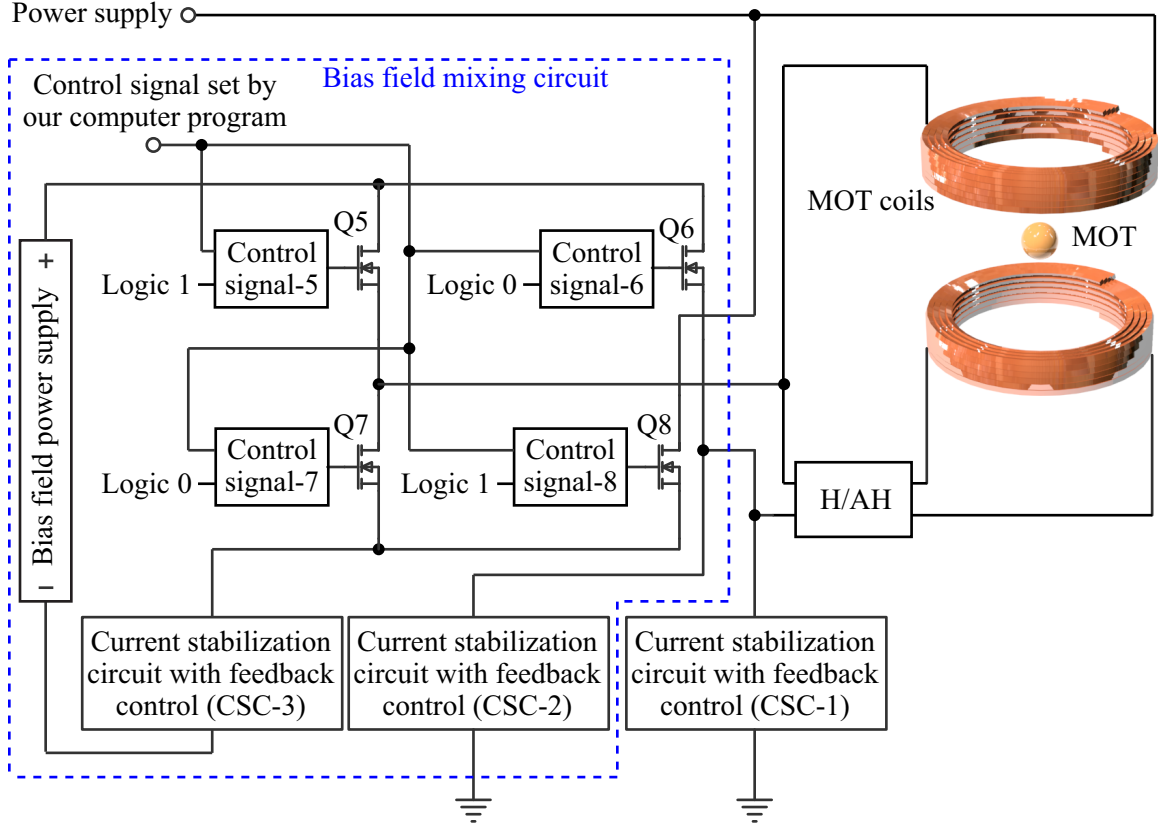 Power supply
Bias field mixing circuit
Control signal set by
our computer program
MOT coils
MOT
Q5
Control
signal-5
Logic 1
Q6
Control
signal-6
Logic 0
Q7
Control
signal-7
Logic 0
Q8
Control
signal-8
Logic 1
H/AH
+
Bias field power supply
−
Current stabilization
circuit with feedback
control (CSC-3)
Current stabilization
circuit with feedback
control (CSC-2)
Current stabilization
circuit with feedback
control (CSC-1)